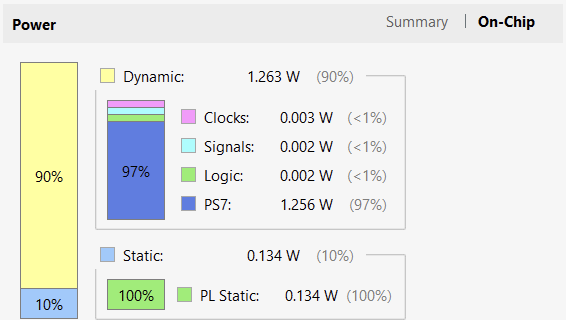 Power Summary | On-Chip
Dynamic: 1.263 W (90%)
Clocks: 0.003 W (<1%)
Signals: 0.002 W (<1%)
90% 97% Logic: 0.002 W (<1%)
PS7: 1.256 W (97%)
Static: 0.134 W (10%)
10% 100% PL Static: 0.134 W (100%)